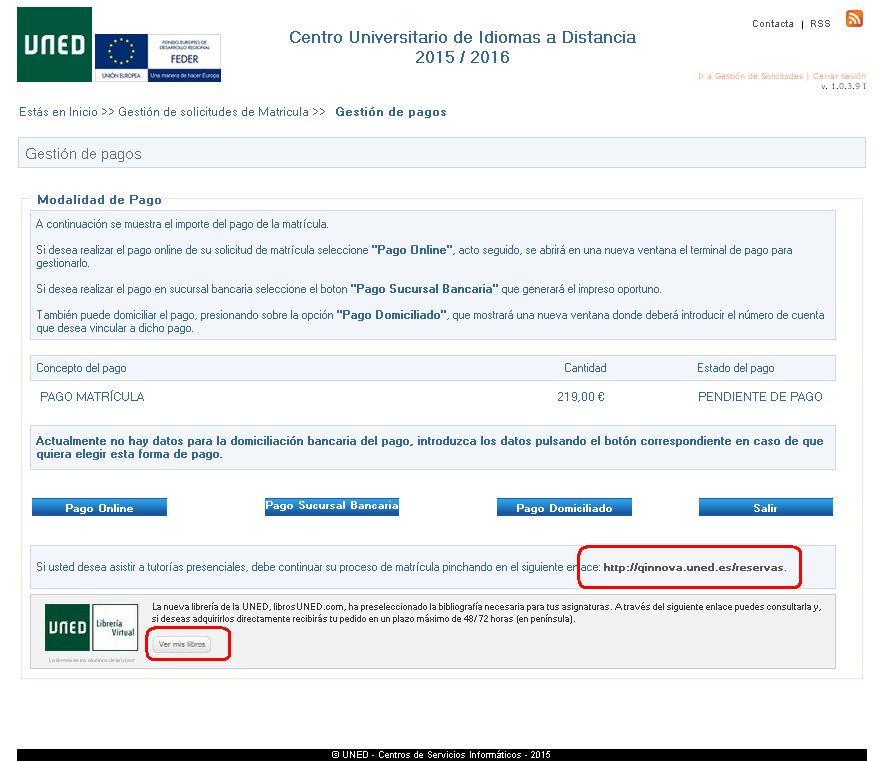 UNED
UNIÓN EUROPEA
FONDO EUROPEO DE
DESARROLLO REGIONAL
FEDER
Una manera de hacer Europa
Centro Universitario de Idiomas a Distancia
2015 / 2016
Contacta | RSS
Ir a Gestión de Solicitudes | Cerrar sesión
v. 1.0.3.9 I
Estás en Inicio >> Gestión de solicitudes de Matricula >> Gestión de pagos
Gestión de pagos
Modalidad de Pago
A continuación se muestra el importe del pago de la matrícula.
Si desea realizar el pago online de su solicitud de matrícula seleccione "Pago Online", acto seguido, se abrirá en una nueva ventana el terminal de pago para
gestionarlo.
Si desea realizar el pago en sucursal bancaria seleccione el boton "Pago Sucursal Bancaria" que generará el impreso oportuno.
También puede domiciliar el pago, presionando sobre la opción "Pago Domiciliado", que mostrará una nueva ventana donde deberá introducir el número de cuenta
que desea vincular a dicho pago.
Concepto del pago Cantidad Estado del pago
PAGO MATRÍCULA 219,00 € PENDIENTE DE PAGO
Actualmente no hay datos para la domiciliación bancaria del pago, introduzca los datos pulsando el botón correspondiente en caso de que
quiera elegir esta forma de pago.
Pago Online Pago Sucursal Bancaria Pago Domiciliado Salir
Si usted desea asistir a tutorías presenciales, debe continuar su proceso de matrícula pinchando en el siguiente enlace: http://qinnova.uned.es/reservas.
UNED
Librería
Virtual
La librería de los alumnos de la Uned
La nueva librería de la UNED, librosUNED.com, ha preseleccionado la bibliografía necesaria para tus asignaturas. A través del siguiente enlace puedes consultarla y,
si deseas adquirirlos directamente recibirás tu pedido en un plazo máximo de 48/72 horas (en península).
Ver mis libros
© UNED - Centros de Servicios Informáticos - 2015